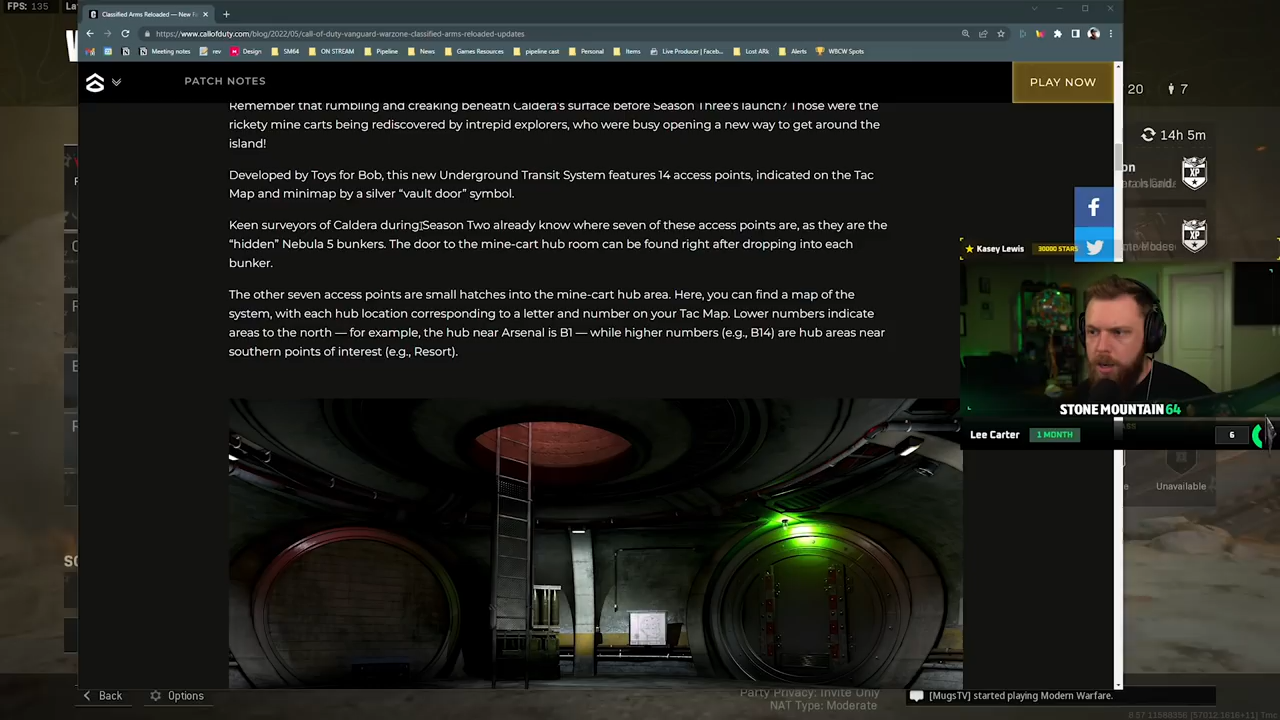 FPS: 135
Classified Arms Reloaded — New F
https://www.callofduty.com/blog/2022/05/call-of-duty-vanguard-warzone-classified-arms-reloaded-updates
Meeting notes
rev
Design
SM64
ON STREAM
Pipeline
News
Games Resources
pipeline cast
Personal
Items
Live Producer | Faceb...
Lost ARk
Alerts
WBCW Spots
PATCH NOTES
PLAY NOW
20
7
14h 5m
XP
XP
Remember that rumbling and creaking beneath Caldera's surface before Season Three's launch? Those were the
rickety mine carts being rediscovered by intrepid explorers, who were busy opening a new way to get around the
island!
Developed by Toys for Bob, this new Underground Transit System features 14 access points, indicated on the Tac
Map and minimap by a silver “vault door” symbol.
Keen surveyors of Caldera during Season Two already know where seven of these access points are, as they are the
“hidden” Nebula 5 bunkers. The door to the mine-cart hub room can be found right after dropping into each
bunker.
The other seven access points are small hatches into the mine-cart hub area. Here, you can find a map of the
system, with each hub location corresponding to a letter and number on your Tac Map. Lower numbers indicate
areas to the north — for example, the hub near Arsenal is B1 — while higher numbers (e.g., B14) are hub areas near
southern points of interest (e.g., Resort).
Kasey Lewis
30000 STARS
STONE MOUNTAIN 64
Lee Carter
1 MONTH
6
Unavailable
Back
Options
Party Privacy: Invite Only
NAT Type: Moderate
[MugsTV] started playing Modern Warfare.